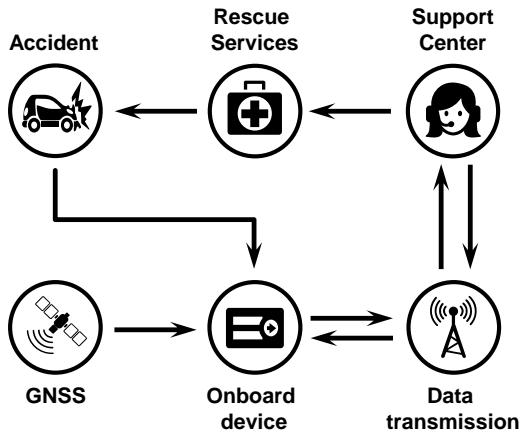 Accident
Rescue
Services
Support
Center
GNSS
Onboard
device
Data
transmission